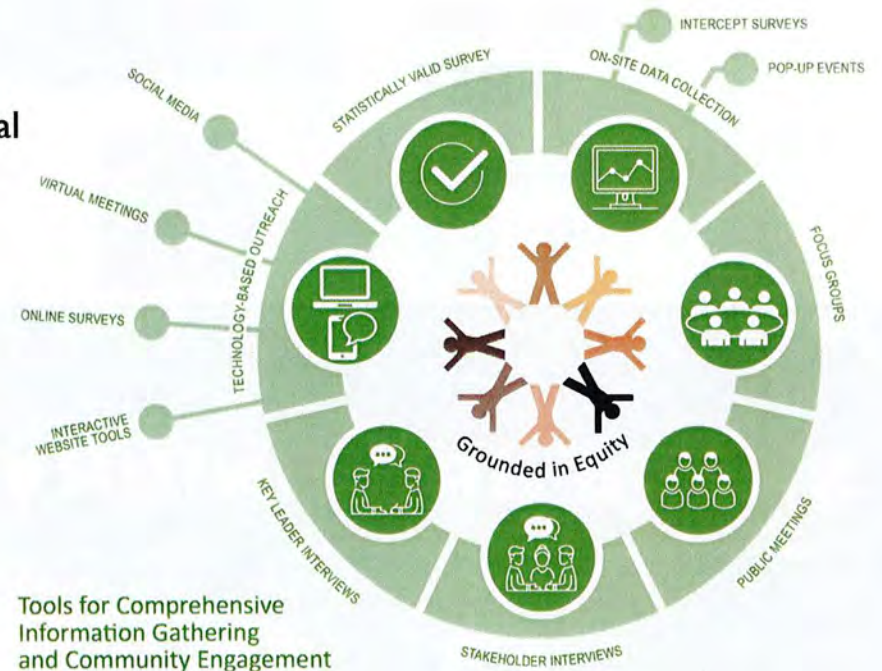 al
INTERCEPT SURVEYS
POP-UP EVENTS
ON-SITE DATA COLLECTION
STATISTICALLY VALID SURVEY
SOCIAL MEDIA
VIRTUAL MEETINGS
TECHNOLOGY-BASED OUTREACH
ONLINE SURVEYS
INTERACTIVE
WEBSITE TOOLS
FOCUS GROUPS
Grounded in Equity
KEY LEADER INTERVIEWS
PUBLIC MEETINGS
STAKEHOLDER INTERVIEWS
Tools for Comprehensive
Information Gathering
and Community Engagement